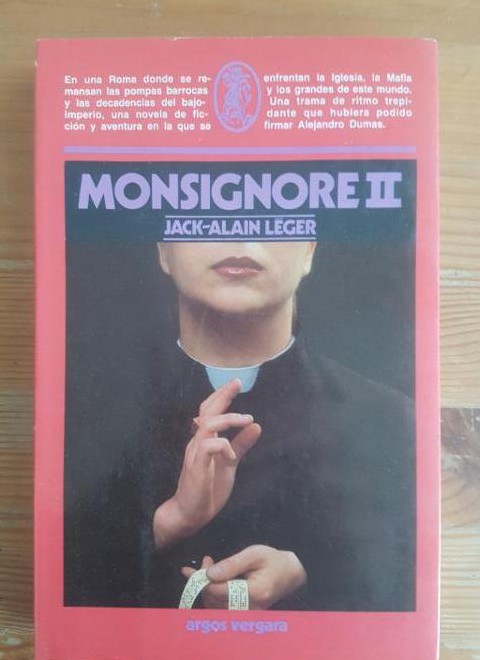 En una Roma donde se re-
mansan las pompas barrocas
y las decadencias del bajo-
imperio, una novela de fic-
ción y aventura en la que se
enfrentan la Iglesia, la Mafia
y los grandes de este mundo.
Una trama de ritmo trepi-
dante que hubiera podido
firmar Alejandro Dumas.
MONSIGNORE II
JACK-ALAIN LÉGER
argos vergara